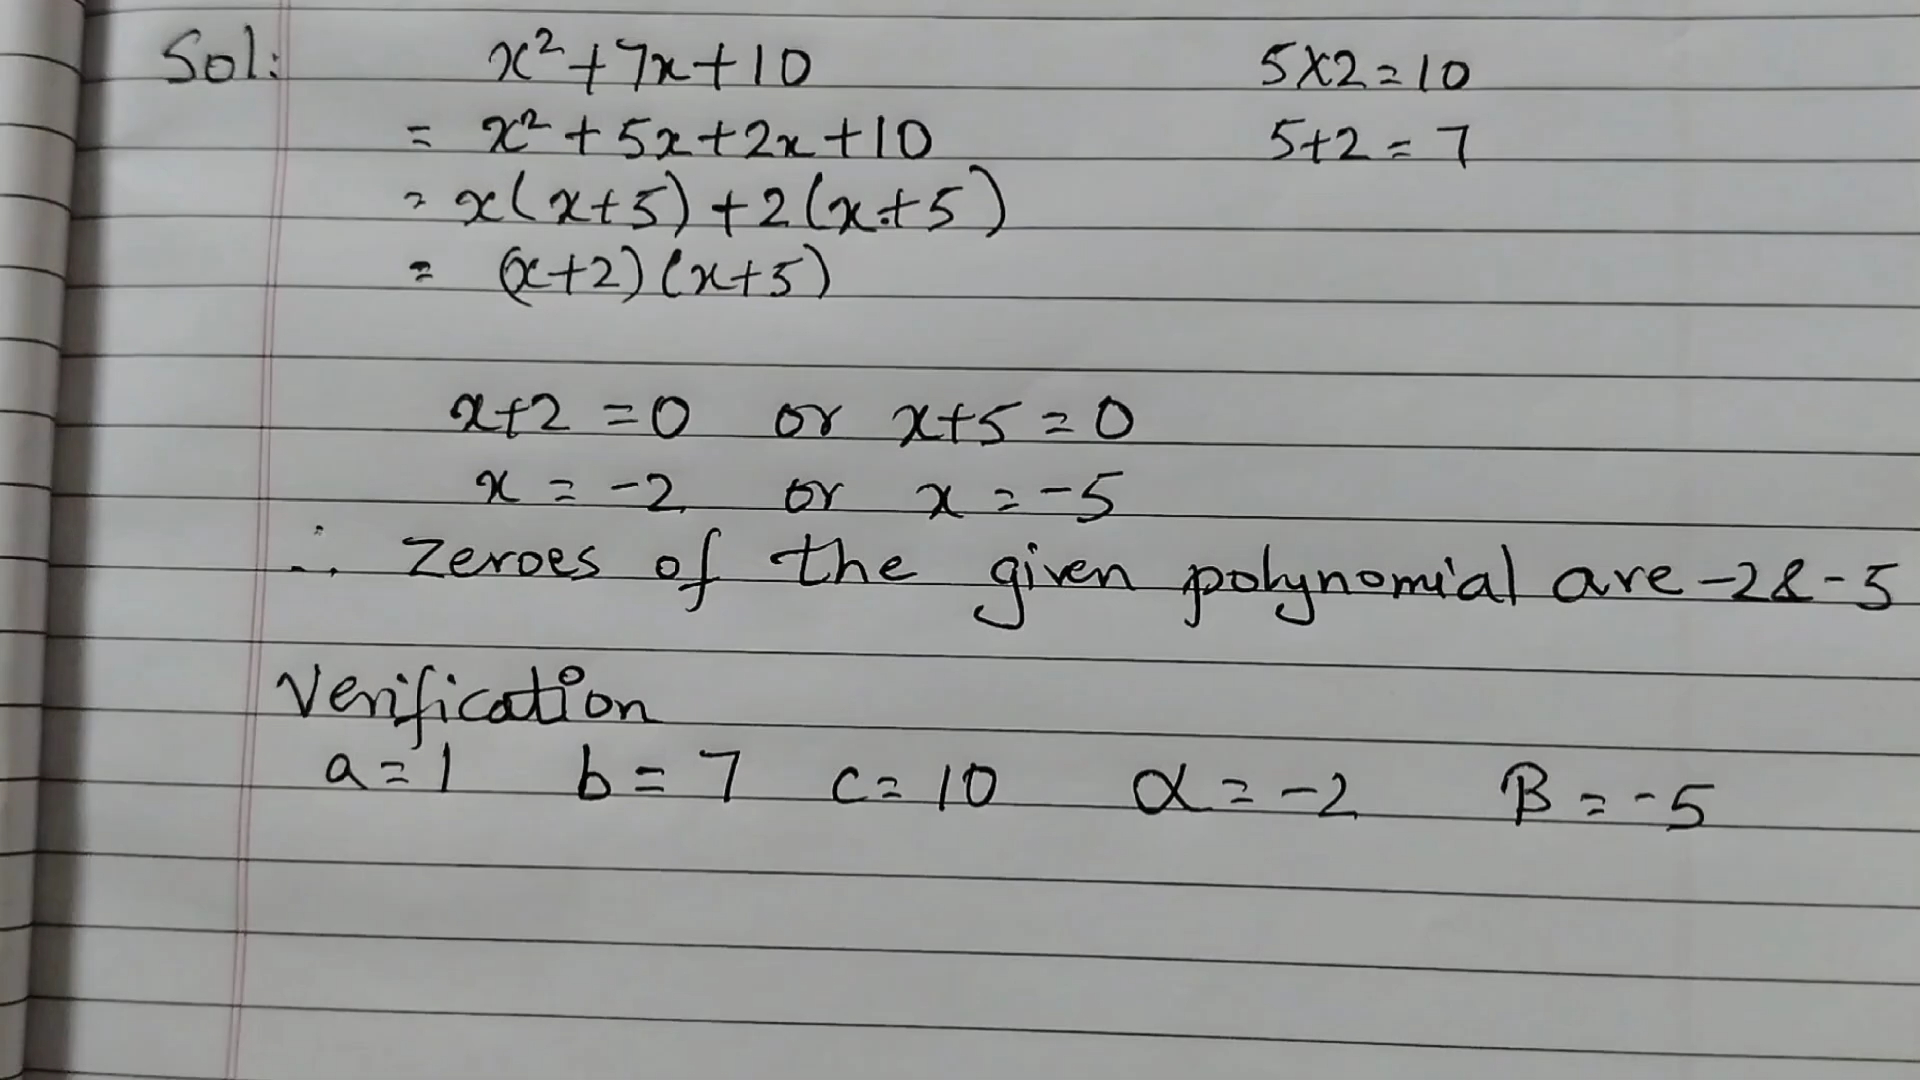 Sol: x²+7x+10 5×2=10
= x²+5x+2x+10 5+2=7
= x(x+5)+2(x+5)
= (x+2)(x+5)
x+2=0 or x+5=0
x=-2 or x=-5
∴ zeroes of the given polynomial are -2&-5
Verification
a=1 b=7 c=10 α=-2 β=-5